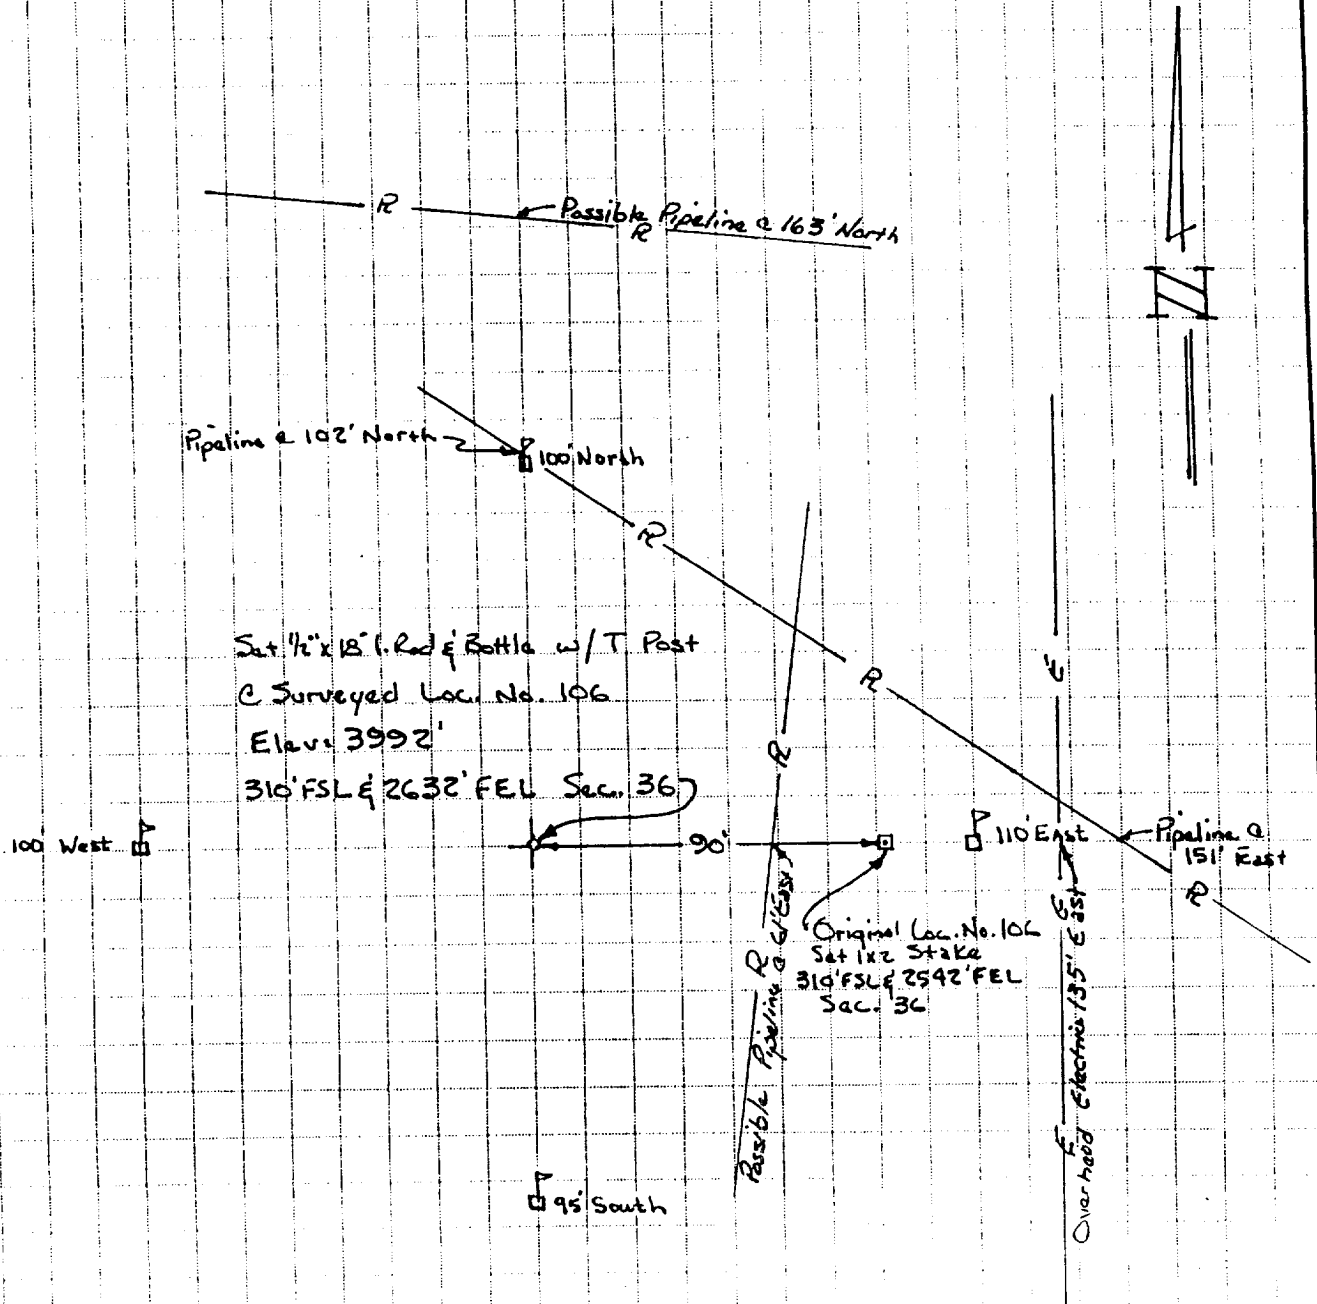 R
Possible Pipeline @ 163' North
R
N
Pipeline @ 102' North
100' North
R
Set 1/2" x 18" I. Rod & Bottle w/ T Post
@ Surveyed Loc. No. 106
Elev. 3992'
310' FSL & 2632' FEL Sec. 36
R
E
R
100 West
90'
110' East
Pipeline @
151' East
R
E
Original Loc. No. 106
Set 1x2 Stake
310' FSL & 2542' FEL
Sec. 36
R
Possible Pipeline @ 61' East
E
Overhead Electric 135' East
95' South